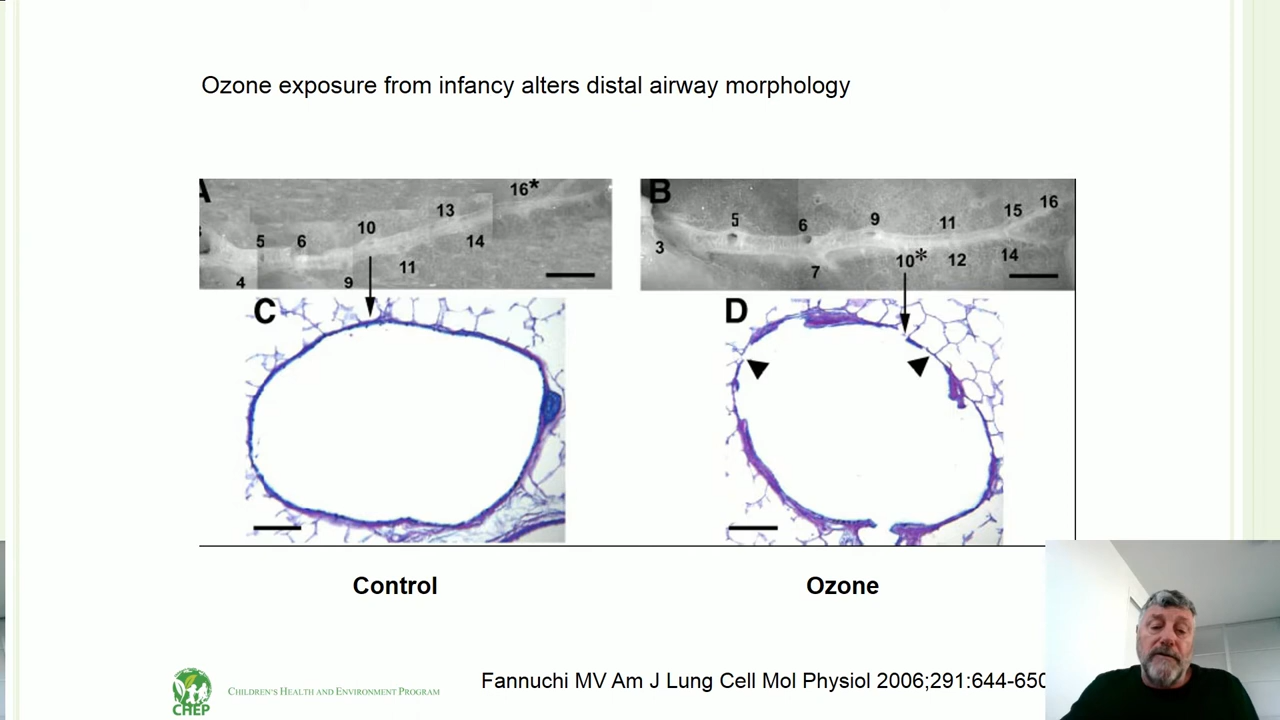 Ozone exposure from infancy alters distal airway morphology
A
16*
13
10
5
6
14
11
4
9
B
16
15
5
9
11
6
3
10*
12
14
7
C
D
Control
Ozone
CHEP
CHILDREN'S HEALTH AND ENVIRONMENT PROGRAM
Fannuchi MV Am J Lung Cell Mol Physiol 2006;291:644-650